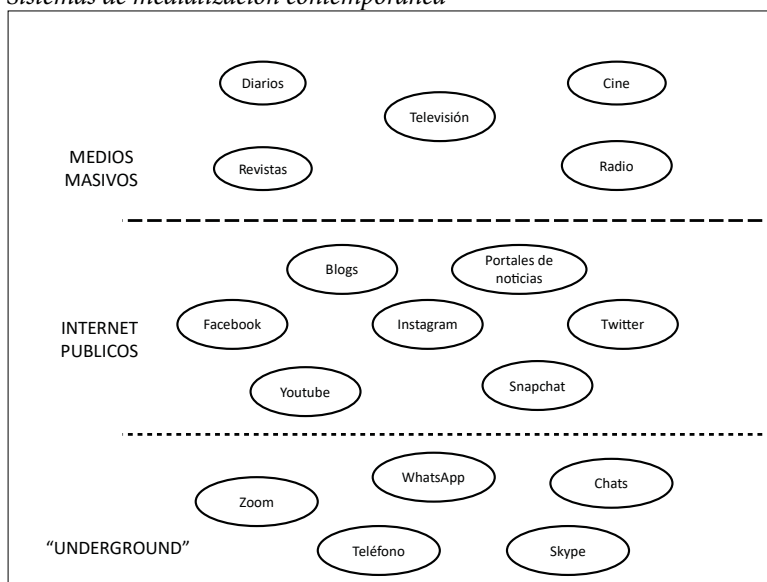 Sistemas de mediatización contemporánea
Diarios
Cine
Televisión
MEDIOS
MASIVOS
Revistas
Radio
Blogs
Portales de
noticias
INTERNET
PUBLICOS
Facebook
Instagram
Twitter
Youtube
Snapchat
WhatsApp
Chats
Zoom
"UNDERGROUND"
Teléfono
Skype